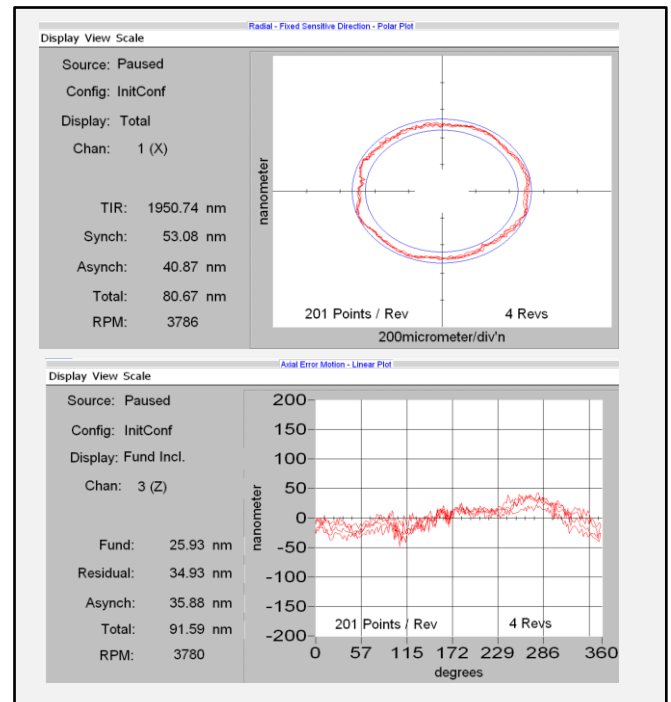 Radial - Fixed Sensitive Direction - Polar Plot
Display View Scale
Source: Paused
Config: InitConf
Display: Total
Chan: 1 (X)
TIR: 1950.74 nm
Synch: 53.08 nm
Asynch: 40.87 nm
Total: 80.67 nm
RPM: 3786
nanometer
201 Points / Rev 4 Revs
200micrometer/div'n
Axial Error Motion - Linear Plot
Display View Scale
Source: Paused
Config: InitConf
Display: Fund Incl.
Chan: 3 (Z)
Fund: 25.93 nm
Residual: 34.93 nm
Asynch: 35.88 nm
Total: 91.59 nm
RPM: 3780
nanometer
200
150
100
50
0
-50
-100
-150
-200
201 Points / Rev 4 Revs
0 57 115 172 229 286 360
degrees